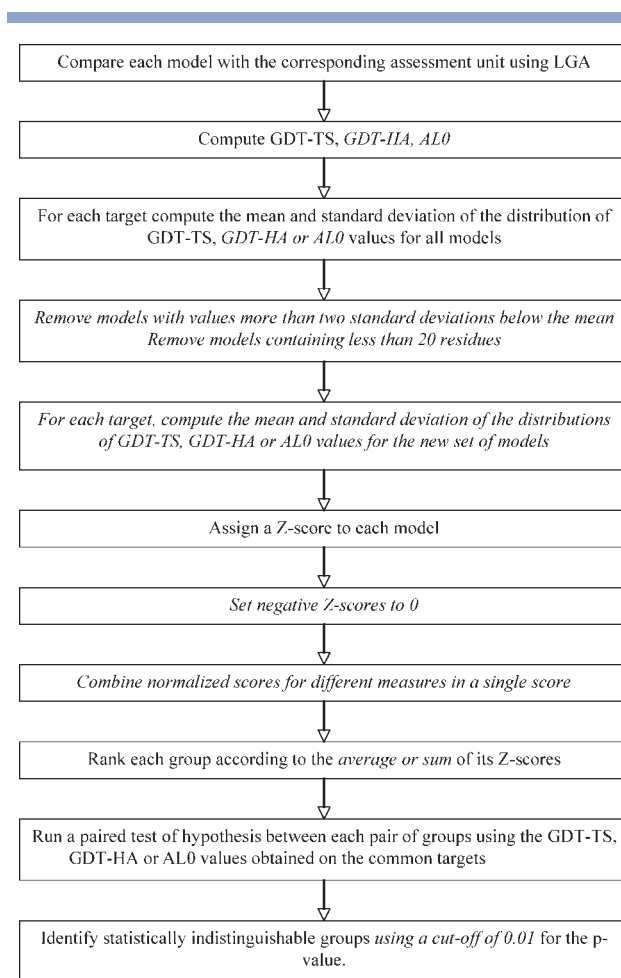 Compare each model with the corresponding assessment unit using LGA
Compute GDT-TS, GDT-HA, AL0
For each target compute the mean and standard deviation of the distribution of
GDT-TS, GDT-HA or AL0 values for all models
Remove models with values more than two standard deviations below the mean
Remove models containing less than 20 residues
For each target, compute the mean and standard deviation of the distributions
of GDT-TS, GDT-HA or AL0 values for the new set of models
Assign a Z-score to each model
Set negative Z-scores to 0
Combine normalized scores for different measures in a single score
Rank each group according to the average or sum of its Z-scores
Run a paired test of hypothesis between each pair of groups using the GDT-TS,
GDT-HA or AL0 values obtained on the common targets
Identify statistically indistinguishable groups using a cut-off of 0.01 for the p-
value.